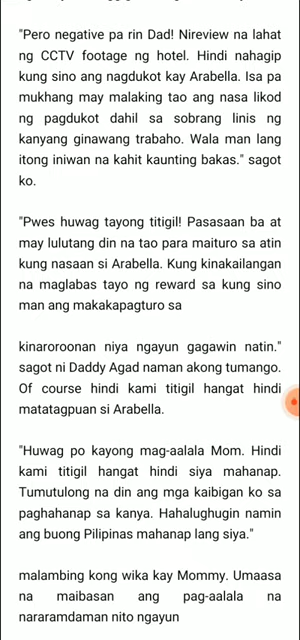 "Pero negative pa rin Dad! Nireview na lahat
ng CCTV footage ng hotel. Hindi nahagip
kung sino ang nagdukot kay Arabella. Isa pa
mukhang may malaking tao ang nasa likod
ng pagdukot dahil sa sobrang linis ng
kanyang ginawang trabaho. Wala man lang
itong iniwan na kahit kaunting bakas." sagot
ko.
"Pwes huwag tayong titigil! Pasasaan ba at
may lulutang din na tao para maituro sa atin
kung nasaan si Arabella. Kung kinakailangan
na maglabas tayo ng reward sa kung sino
man ang makakapagturo sa
kinaroroonan niya ngayun gagawin natin."
sagot ni Daddy Agad naman akong tumango.
Of course hindi kami titigil hangat hindi
matatagpuan si Arabella.
"Huwag po kayong mag-aalala Mom. Hindi
kami titigil hangat hindi siya mahanap.
Tumutulong na din ang mga kaibigan ko sa
paghahanap sa kanya. Hahalughugin namin
ang buong Pilipinas mahanap lang siya."
malambing kong wika kay Mommy. Umaasa
na maibasan ang pag-aalala na
nararamdaman nito ngayun